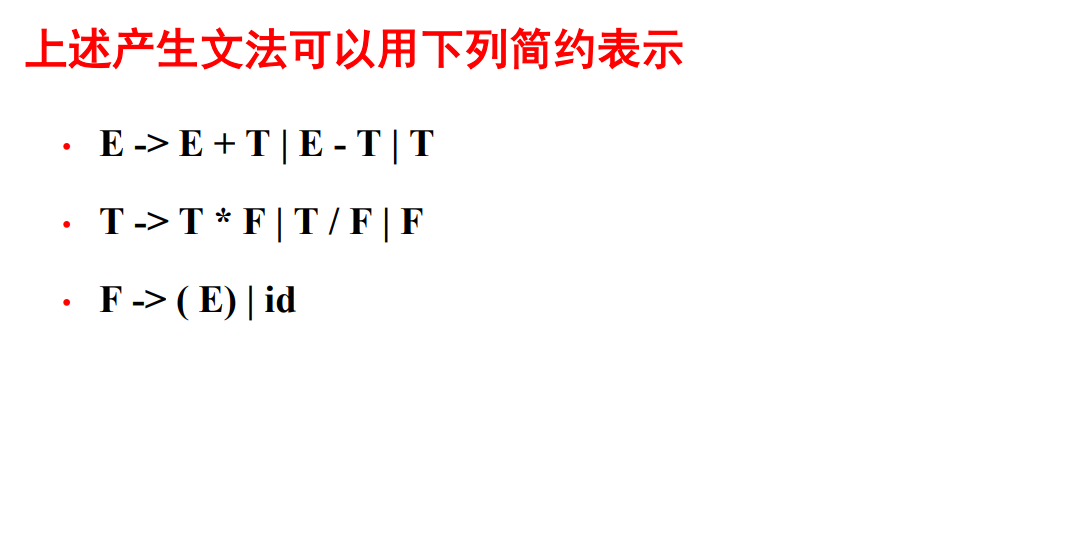 上述产生文法可以用下列简约表示
• E -> E + T | E - T | T
• T -> T * F | T / F | F
• F -> ( E) | id